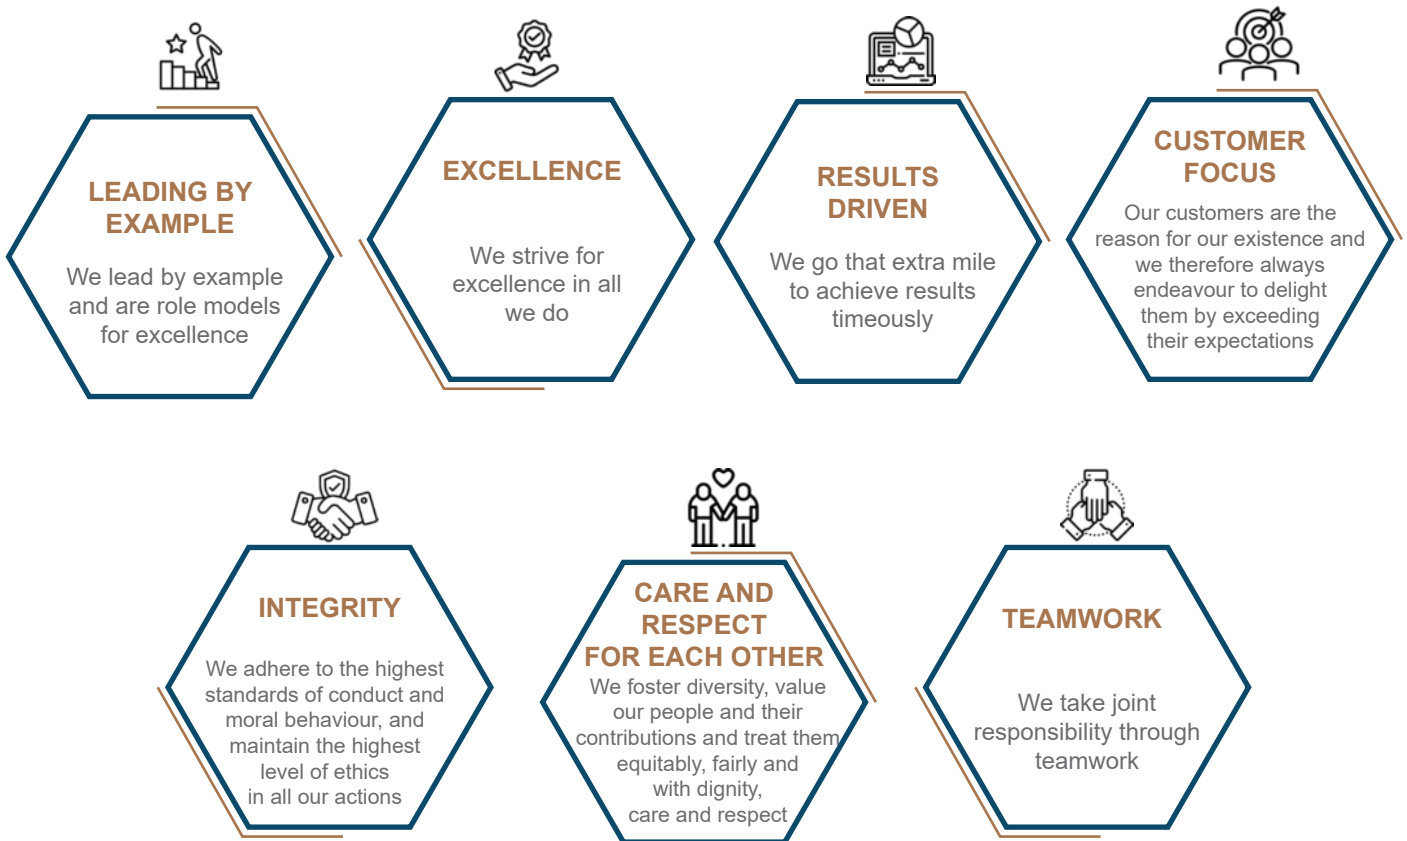 LEADING BY
EXAMPLE
We lead by example
and are role models
for excellence
EXCELLENCE
We strive for
excellence in all
we do
RESULTS
DRIVEN
We go that extra mile
to achieve results
timeously
CUSTOMER
FOCUS
Our customers are the
reason for our existence and
we therefore always
endeavour to delight
them by exceeding
their expectations
INTEGRITY
We adhere to the highest
standards of conduct and
moral behaviour, and
maintain the highest
level of ethics
in all our actions
CARE AND
RESPECT
FOR EACH OTHER
We foster diversity, value
our people and their
contributions and treat them
equitably, fairly and
with dignity,
care and respect
TEAMWORK
We take joint
responsibility through
teamwork